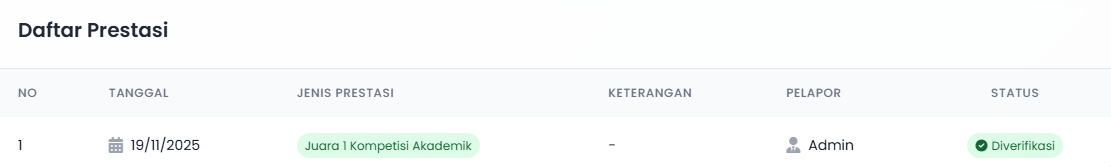 Daftar Prestasi
NO TANGGAL JENIS PRESTASI KETERANGAN PELAPOR STATUS
1 19/11/2025 Juara 1 Kompetisi Akademik - Admin Diverifikasi